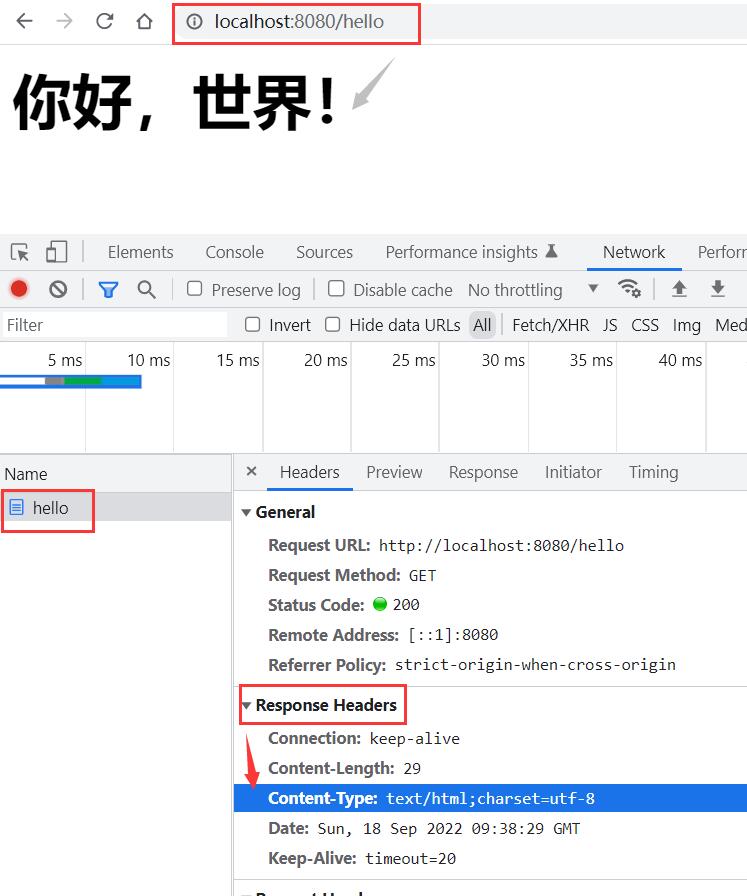 localhost:8080/hello
你好，世界！
Elements Console Sources Performance insights Network Perfor
Preserve log Disable cache No throttling
Filter Invert Hide data URLs All Fetch/XHR JS CSS Img Med
5 ms 10 ms 15 ms 20 ms 25 ms 30 ms 35 ms 40 ms
Name
hello
× Headers Preview Response Initiator Timing
General
Request URL: http://localhost:8080/hello
Request Method: GET
Status Code: 200
Remote Address: [::1]:8080
Referrer Policy: strict-origin-when-cross-origin
Response Headers
Connection: keep-alive
Content-Length: 29
Content-Type: text/html;charset=utf-8
Date: Sun, 18 Sep 2022 09:38:29 GMT
Keep-Alive: timeout=20